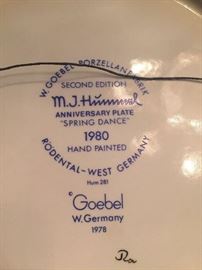 W. GOEBEL PORZELLANFABRIK
SECOND EDITION
M.J. Hummel
ANNIVERSARY PLATE
"SPRING DANCE"
1980
HAND PAINTED
RÖDENTAL-WEST GERMANY
Hum 281
© Goebel
W. Germany
1978